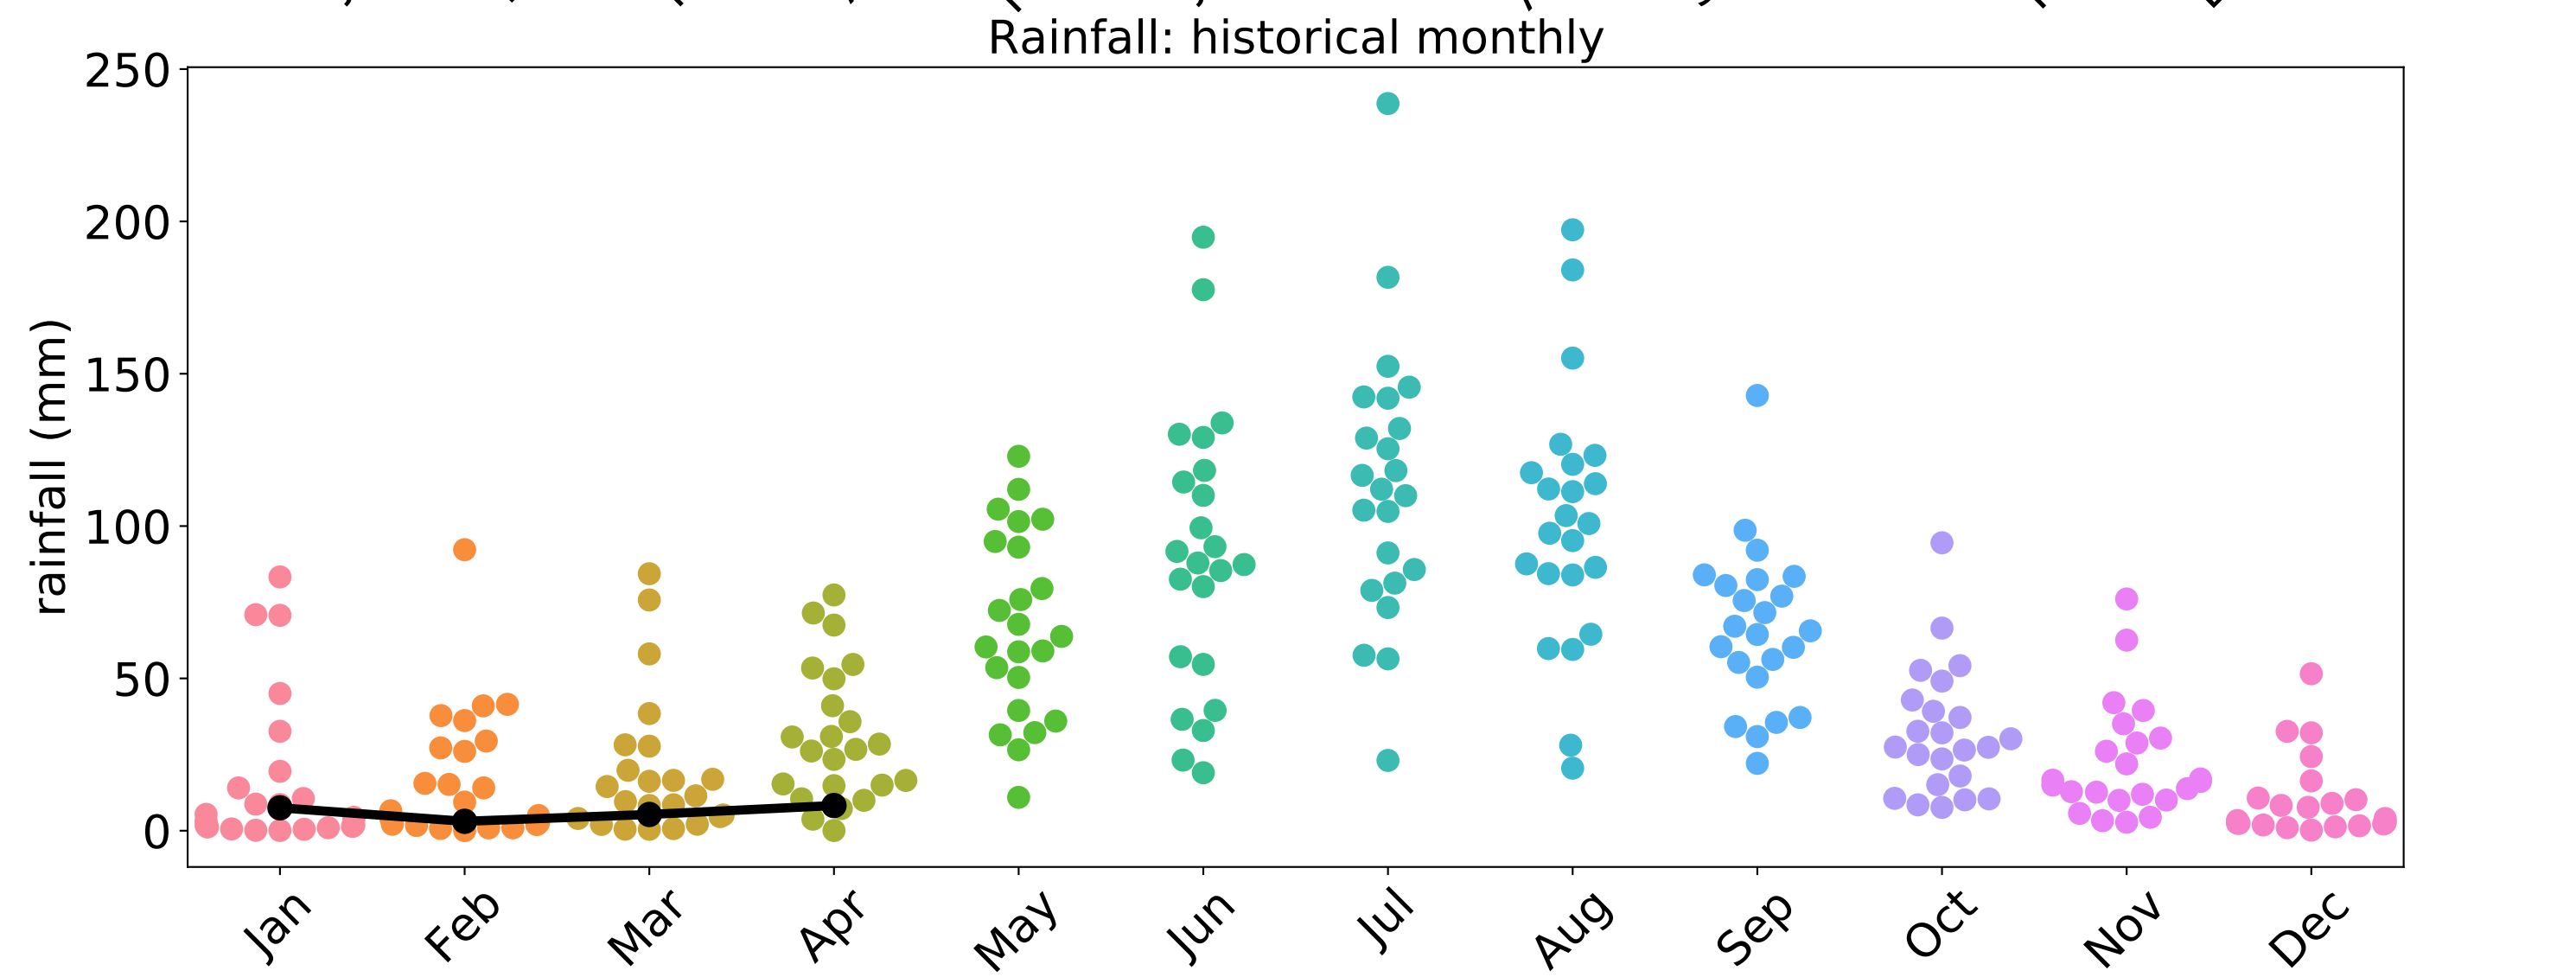 Rainfall: historical monthly
250
200
150
100
50
0
rainfall (mm)
Jan
Feb
Mar
Apr
May
Jun
Jul
Aug
Sep
Oct
Nov
Dec